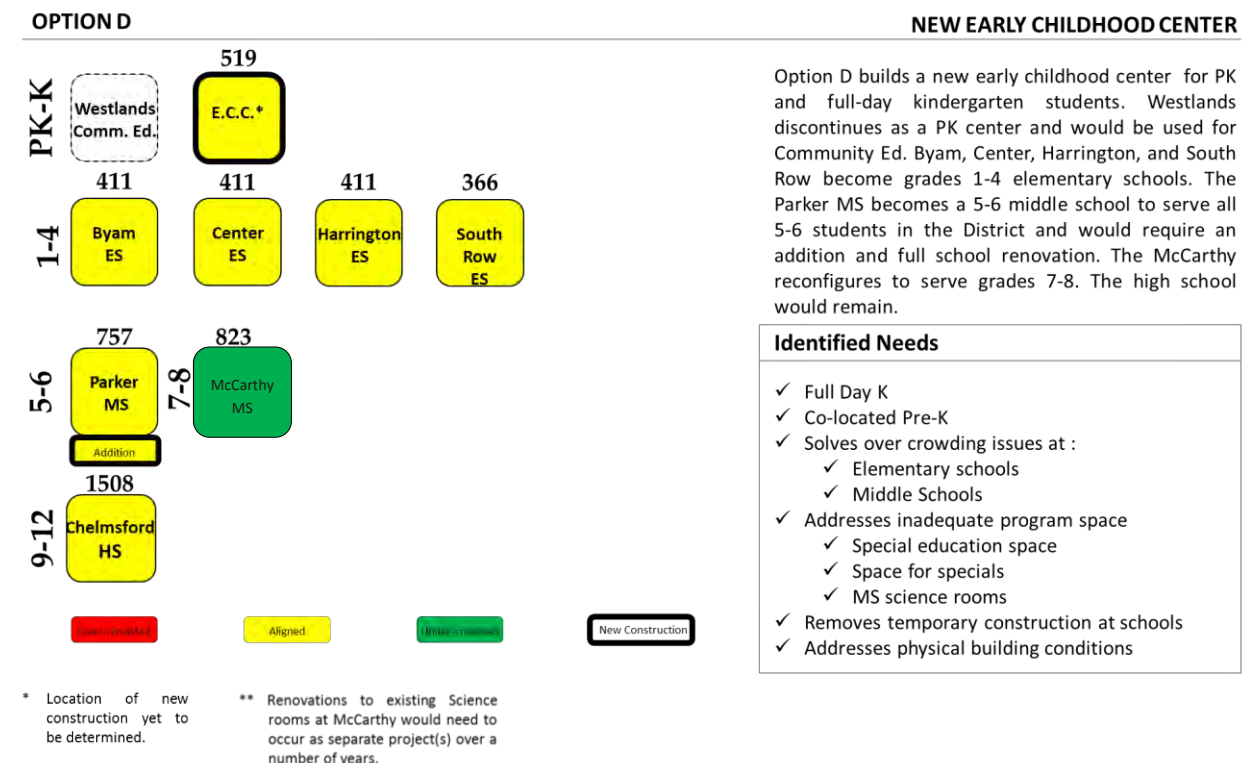 OPTION D
NEW EARLY CHILDHOOD CENTER
PK-K
Westlands
Comm. Ed.
519
E.C.C.*
1-4
411
Byam
ES
411
Center
ES
411
Harrington
ES
366
South
Row
ES
5-6
757
Parker
MS
Addition
7-8
823
McCarthy
MS
9-12
1508
Chelmsford
HS
Aligned
New Construction
* Location of new
construction yet to
be determined.
** Renovations to existing Science
rooms at McCarthy would need to
occur as separate project(s) over a
number of years.
Option D builds a new early childhood center for PK
and full-day kindergarten students. Westlands
discontinues as a PK center and would be used for
Community Ed. Byam, Center, Harrington, and South
Row become grades 1-4 elementary schools. The
Parker MS becomes a 5-6 middle school to serve all
5-6 students in the District and would require an
addition and full school renovation. The McCarthy
reconfigures to serve grades 7-8. The high school
would remain.
Identified Needs
✓ Full Day K
✓ Co-located Pre-K
✓ Solves over crowding issues at :
✓ Elementary schools
✓ Middle Schools
✓ Addresses inadequate program space
✓ Special education space
✓ Space for specials
✓ MS science rooms
✓ Removes temporary construction at schools
✓ Addresses physical building conditions